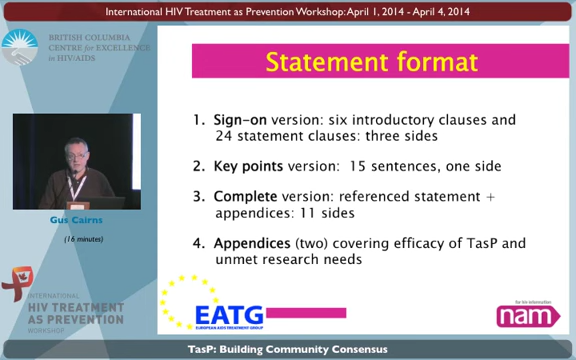 International HIV Treatment as Prevention Workshop: April 1, 2014 - April 4, 2014
BRITISH COLUMBIA
CENTRE for EXCELLENCE
in HIV/AIDS
Gus Cairns
(16 minutes)
INTERNATIONAL
HIV TREATMENT
AS PREVENTION
WORKSHOP
Statement format
1. Sign-on version: six introductory clauses and
24 statement clauses: three sides
2. Key points version: 15 sentences, one side
3. Complete version: referenced statement +
appendices: 11 sides
4. Appendices (two) covering efficacy of TasP and
unmet research needs
EATG
EUROPEAN AIDS TREATMENT GROUP
for HIV information
nam
TasP: Building Community Consensus